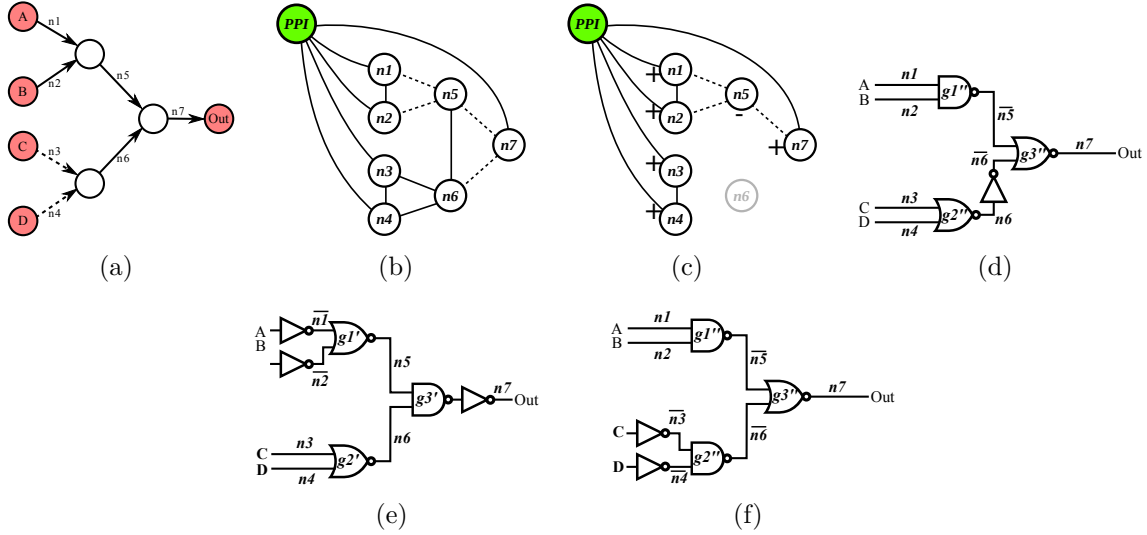 A
n1
B
n2
n5
n7
Out
C
n3
n6
D
n4
(a)
PPI
n1
n2
n5
n7
n3
n6
n4
(b)
PPI
+ n1
+ n2
n5
-
+ n7
+ n3
n6
+ n4
(c)
A n1
B n2
g1''
n5
n6
g3''
n7
Out
C n3
D n4
g2''
n6
(d)
A n1
B
g1'
n2
n5
g3'
n7
Out
n6
C n3
D n4
g2'
(e)
A n1
B n2
g1''
n5
g3''
n7
Out
n3
n6
C
g2''
D
n4
(f)